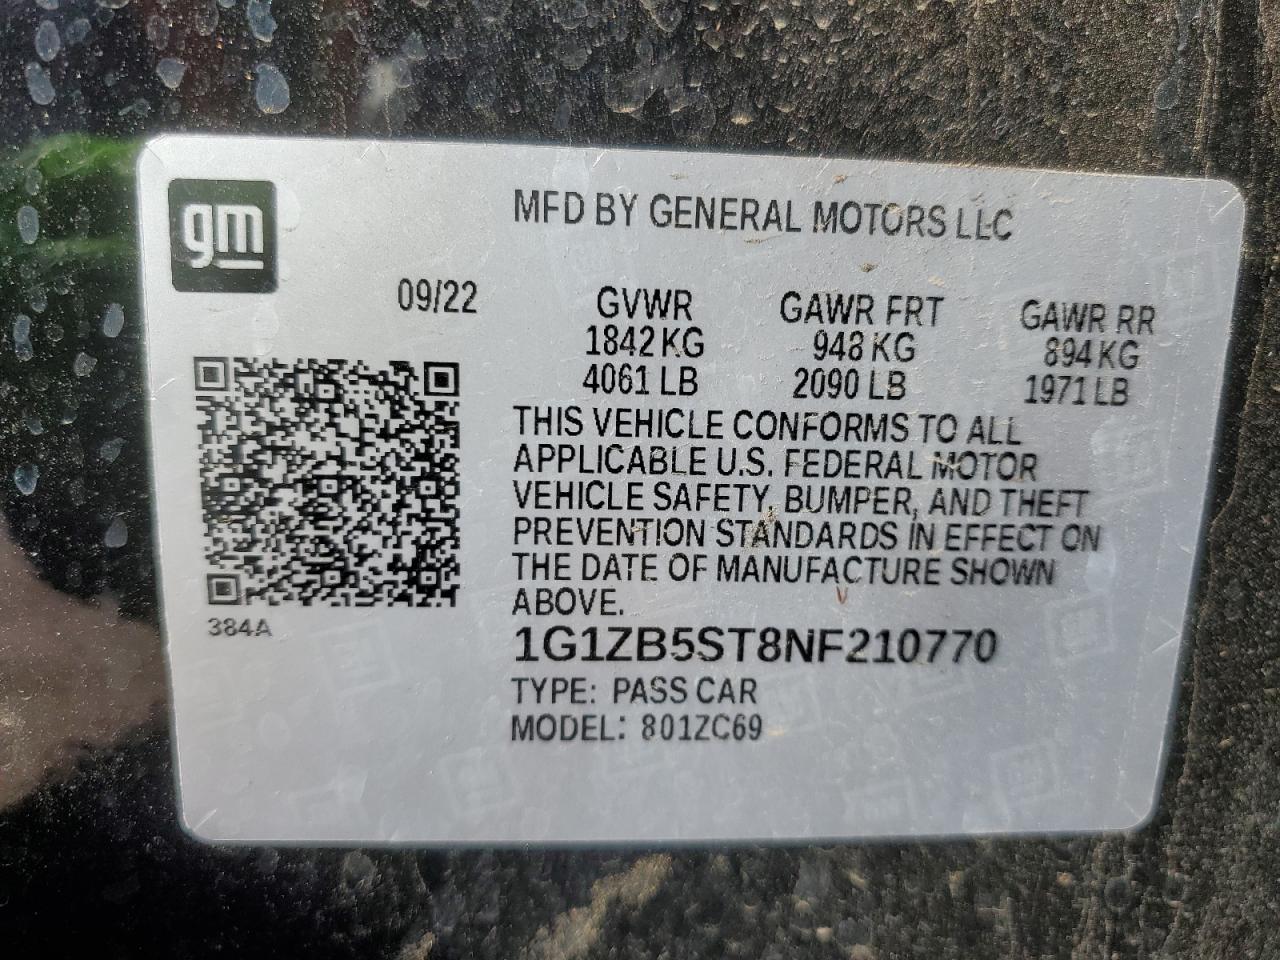 gm
MFD BY GENERAL MOTORS LLC
09/22
GVWR GAWR FRT GAWR RR
1842 KG 948 KG 894 KG
4061 LB 2090 LB 1971 LB
THIS VEHICLE CONFORMS TO ALL
APPLICABLE U.S. FEDERAL MOTOR
VEHICLE SAFETY, BUMPER, AND THEFT
PREVENTION STANDARDS IN EFFECT ON
THE DATE OF MANUFACTURE SHOWN
ABOVE.
384A
1G1ZB5ST8NF210770
TYPE: PASS CAR
MODEL: 801ZC69